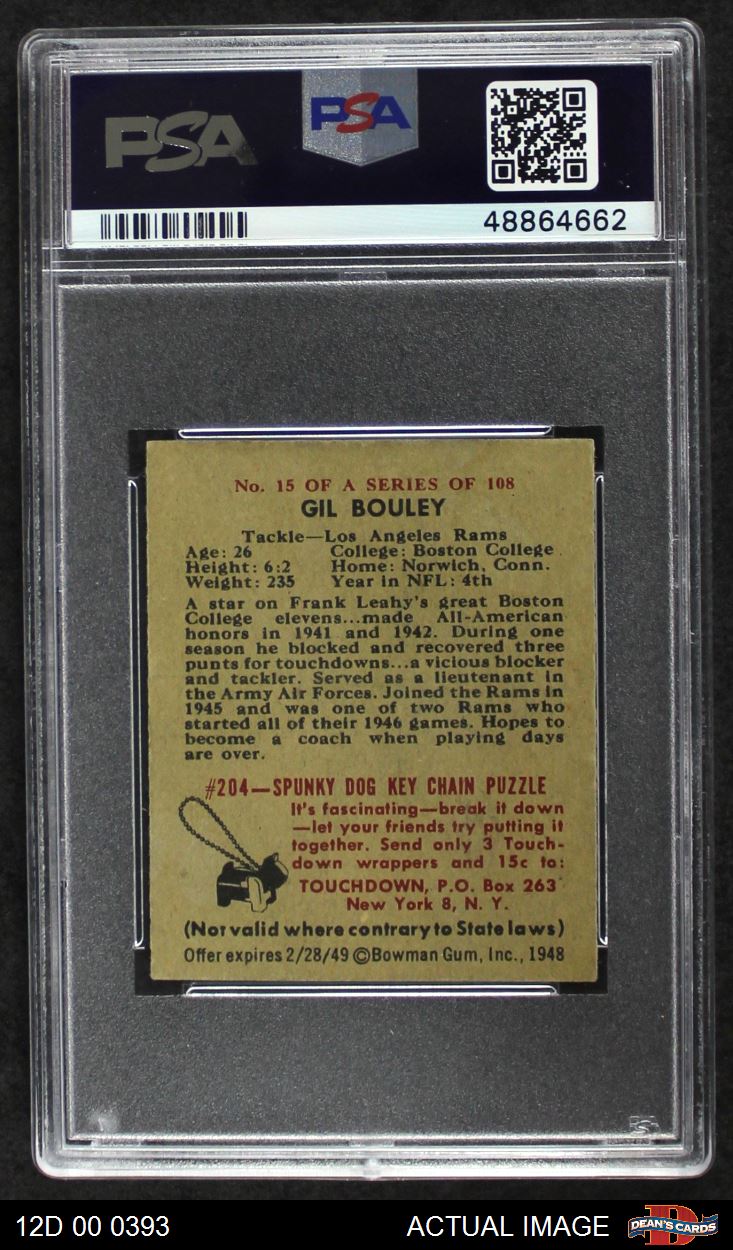 PSA
PSA
48864662
No. 15 OF A SERIES OF 108
GIL BOULEY
Tackle—Los Angeles Rams
Age: 26 College: Boston College
Height: 6:2 Home: Norwich, Conn.
Weight: 235 Year in NFL: 4th
A star on Frank Leahy's great Boston
College elevens...made All-American
honors in 1941 and 1942. During one
season he blocked and recovered three
punts for touchdowns...a vicious blocker
and tackler. Served as a lieutenant in
the Army Air Forces. Joined the Rams in
1945 and was one of two Rams who
started all of their 1946 games. Hopes to
become a coach when playing days
are over.
#204—SPUNKY DOG KEY CHAIN PUZZLE
It's fascinating—break it down
—let your friends try putting it
together. Send only 3 Touch-
down wrappers and 15c to:
TOUCHDOWN, P.O. Box 263
New York 8, N. Y.
(Not valid where contrary to State laws)
Offer expires 2/28/49 ©Bowman Gum, Inc., 1948
12D 00 0393 ACTUAL IMAGE DEAN'S CARDS